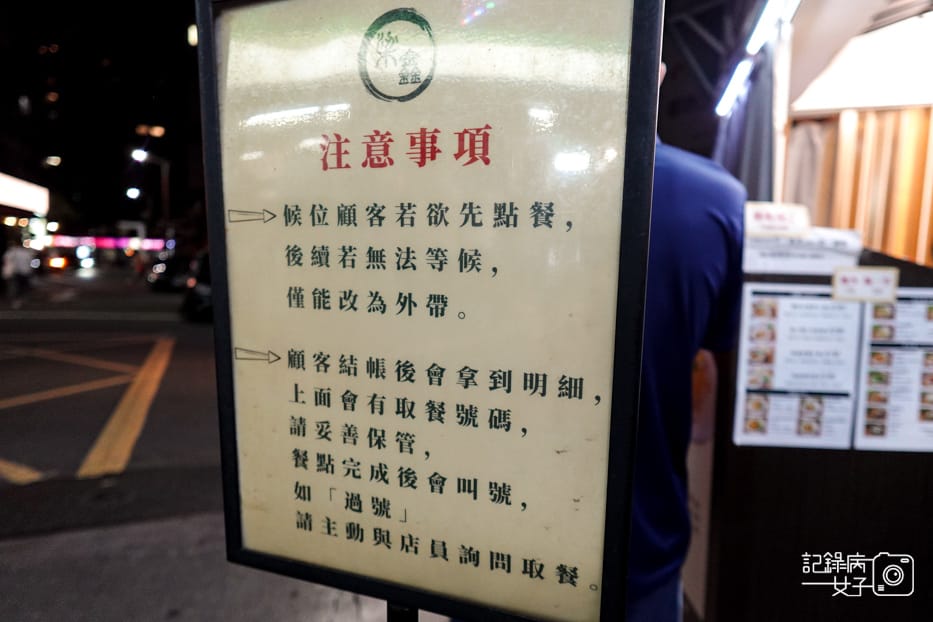 鑫
注意事項
候位顧客若欲先點餐，
後續若無法等候，
僅能改為外帶。
顧客結帳後會拿到明細，
上面會有取餐號碼，
請妥善保管，
餐點完成後會叫號，
如「過號」
請主動與店員詢問取餐。
記錄病
女子